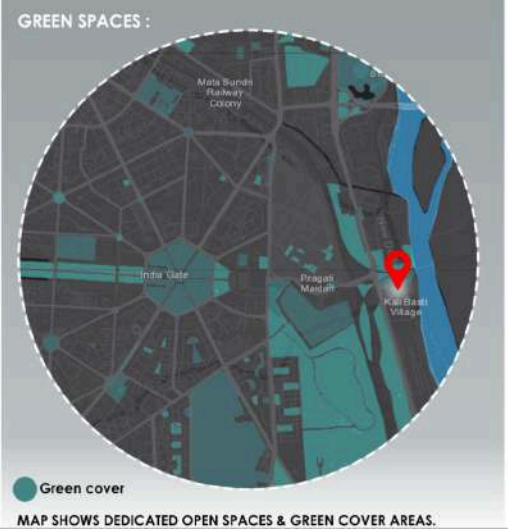 GREEN SPACES :
Mata Sundri
Railway
Colony
India Gate
Pragati
Maidan
Kali Basti
Village
Green cover
MAP SHOWS DEDICATED OPEN SPACES & GREEN COVER AREAS.